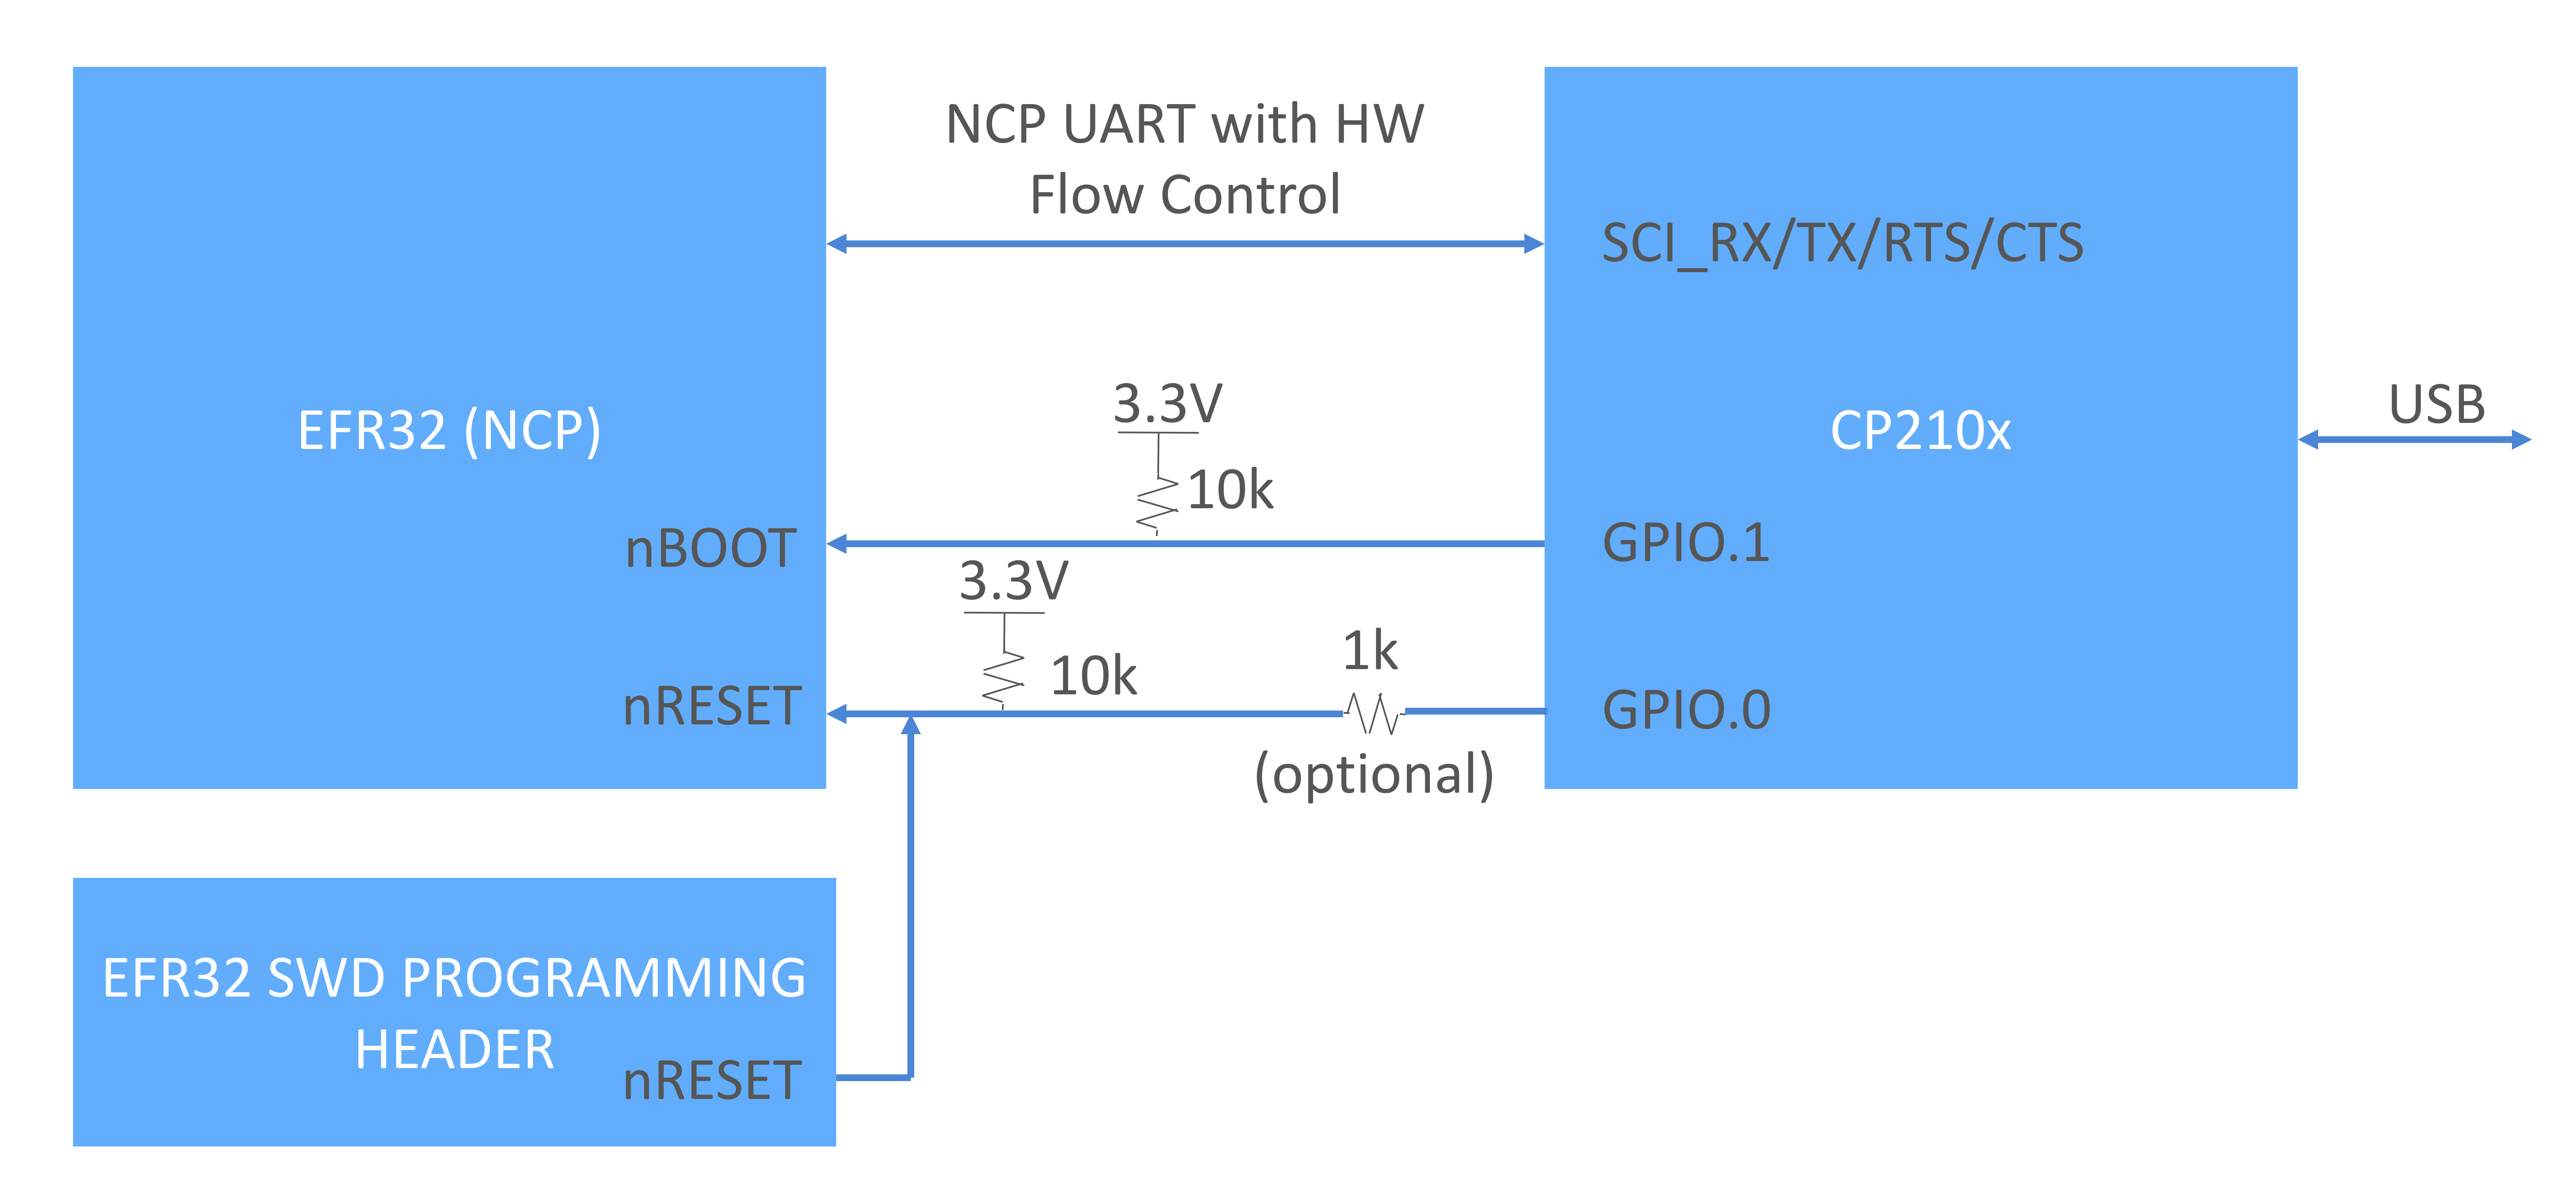 NCP UART with HW
Flow Control
SCI_RX/TX/RTS/CTS
EFR32 (NCP)
3.3V
10k
CP210x
USB
nBOOT
GPIO.1
3.3V
10k
1k
nRESET
GPIO.0
(optional)
EFR32 SWD PROGRAMMING
HEADER
nRESET